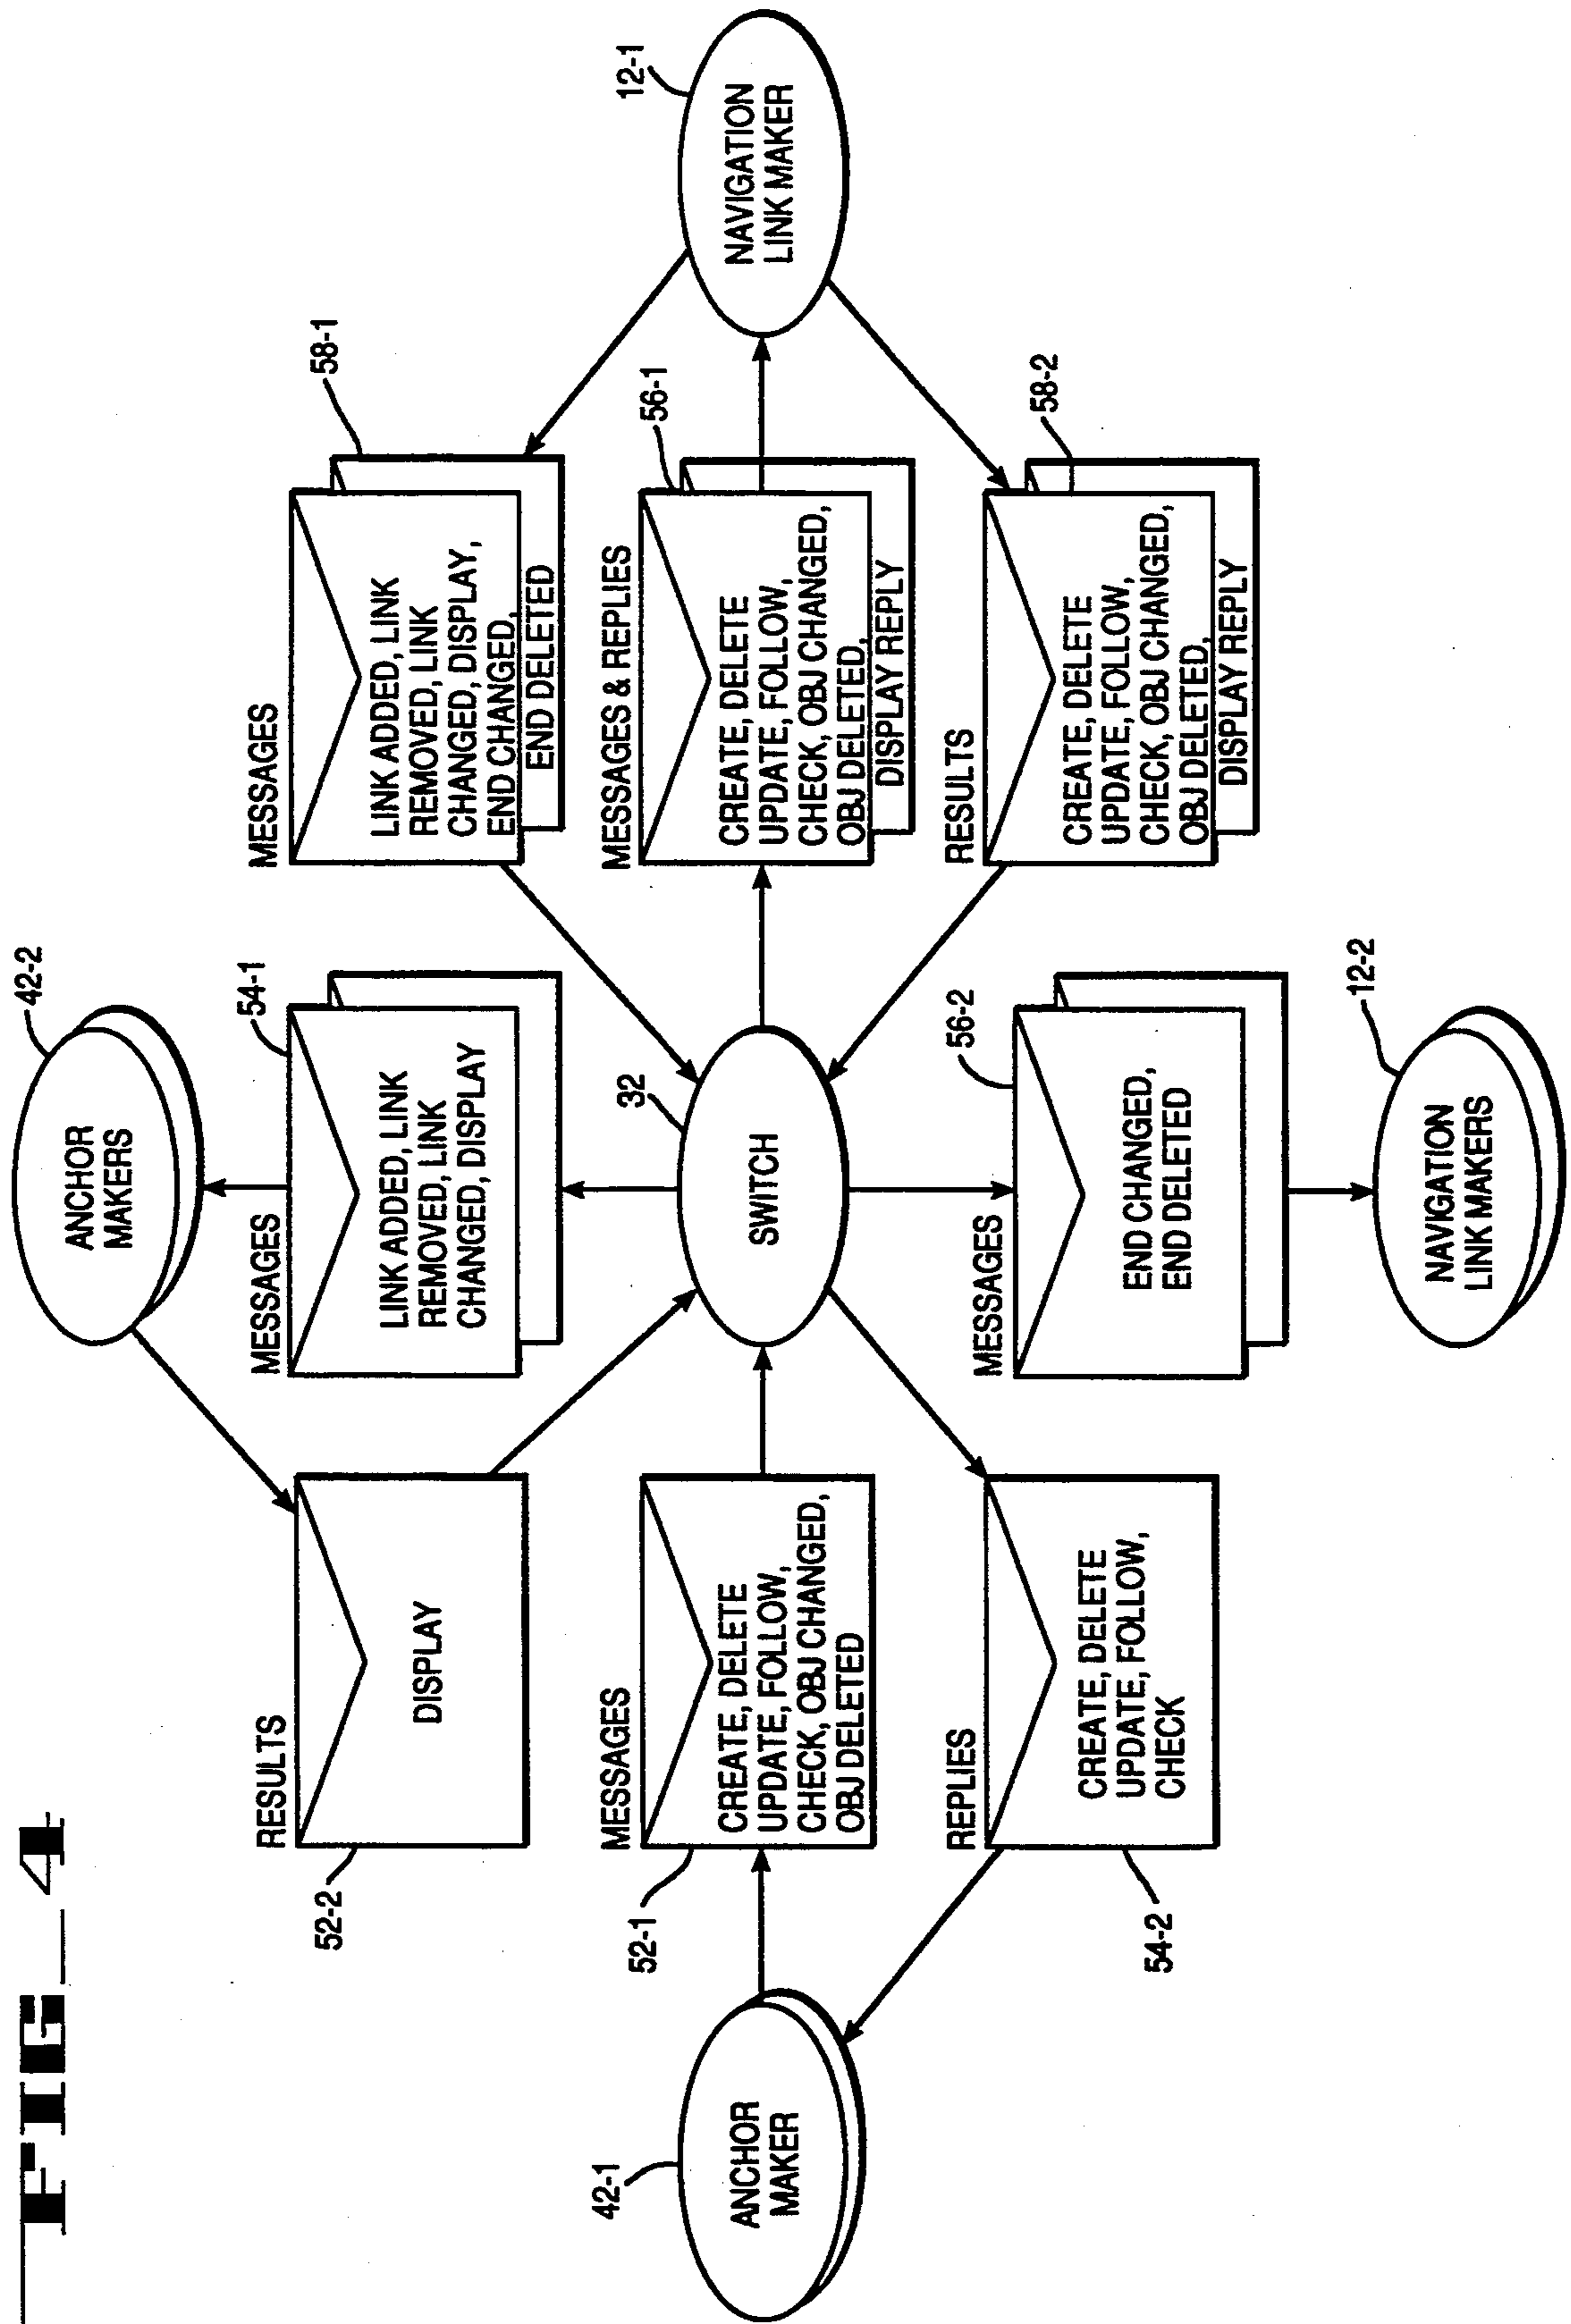 FIG_4
42-2
ANCHOR
MAKERS
RESULTS
DISPLAY
52-2
MESSAGES
54-1
LINK ADDED, LINK
REMOVED, LINK
CHANGED, DISPLAY
MESSAGES
58-1
LINK ADDED, LINK
REMOVED, LINK
CHANGED, DISPLAY,
END CHANGED,
END DELETED
42-1
ANCHOR
MAKER
MESSAGES
52-1
CREATE, DELETE
UPDATE, FOLLOW,
CHECK, OBJ CHANGED,
OBJ DELETED
32
SWITCH
MESSAGES & REPLIES
56-1
CREATE, DELETE
UPDATE, FOLLOW,
CHECK, OBJ CHANGED,
OBJ DELETED,
DISPLAY REPLY
12-1
NAVIGATION
LINK MAKER
REPLIES
CREATE, DELETE
UPDATE, FOLLOW,
CHECK
54-2
MESSAGES
56-2
END CHANGED,
END DELETED
RESULTS
58-2
CREATE, DELETE
UPDATE, FOLLOW,
CHECK, OBJ CHANGED,
OBJ DELETED,
DISPLAY REPLY
12-2
NAVIGATION
LINK MAKERS